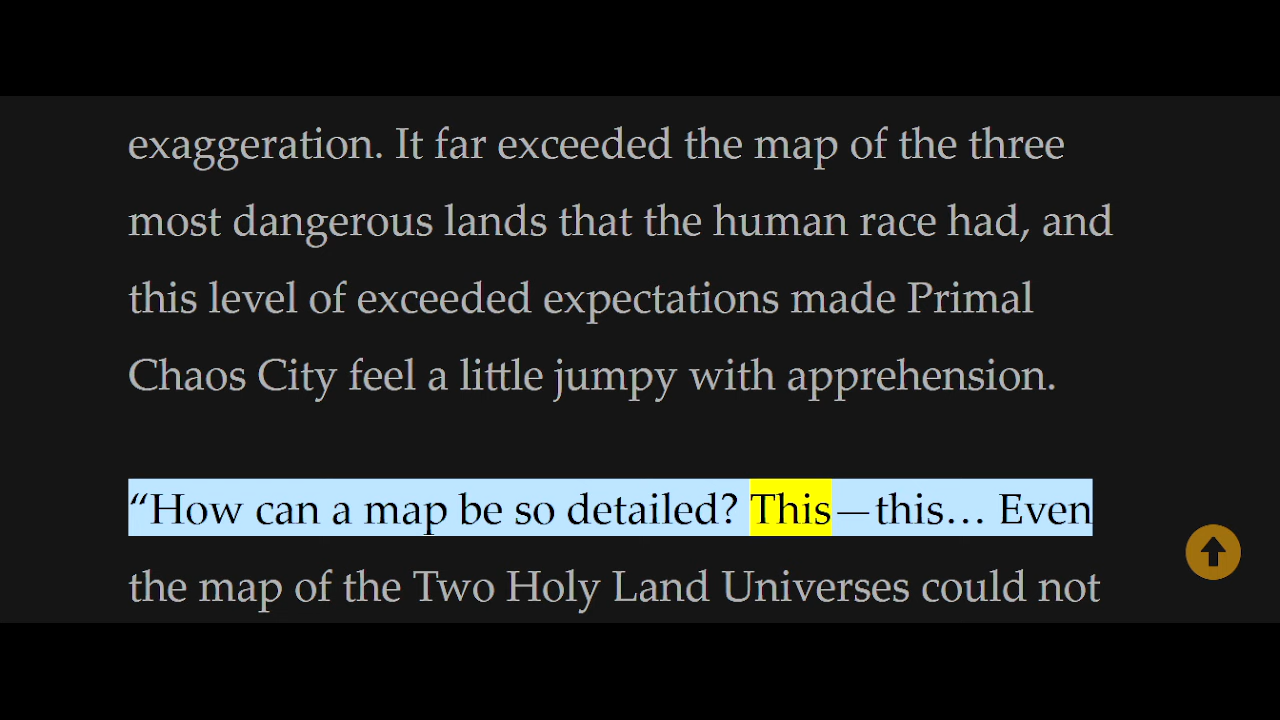 exaggeration. It far exceeded the map of the three
most dangerous lands that the human race had, and
this level of exceeded expectations made Primal
Chaos City feel a little jumpy with apprehension.
“How can a map be so detailed? This—this… Even
the map of the Two Holy Land Universes could not